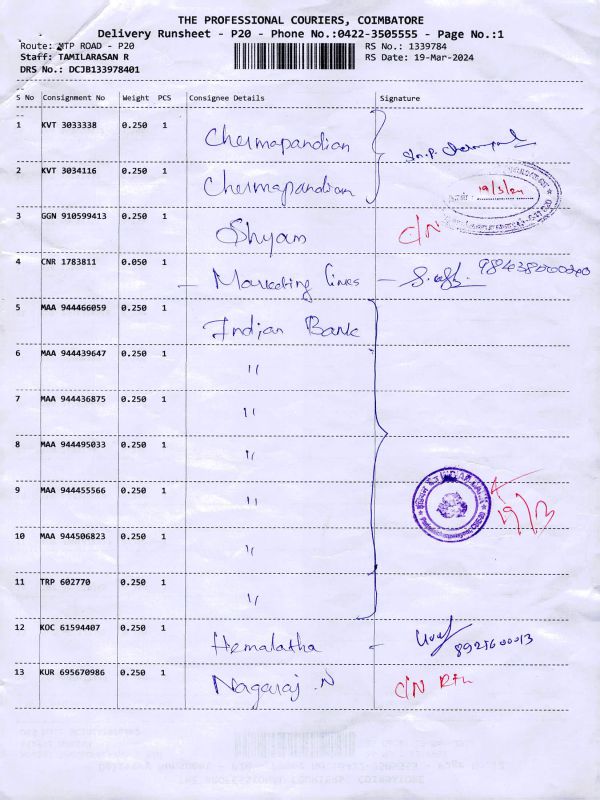 THE PROFESSIONAL COURIERS, COIMBATORE
Delivery Runsheet - P20 - Phone No.:0422-3505555 - Page No.:1
Route: MTP ROAD - P20 RS No.: 1339784
Staff: TAMILARASAN R RS Date: 19-Mar-2024
DRS No.: DCJB133978401
S No Consignment No Weight PCS Consignee Details Signature
1 KVT 3033338 0.250 1 Chermapandian
2 KVT 3034116 0.250 1 Chermapandian 19/3/24
3 GGN 910599413 0.250 1 Shyam C/N
4 CNR 1783811 0.050 1 - Marketing lines -
5 MAA 944466059 0.250 1 Indian Bank
6 MAA 944439647 0.250 1 "
7 MAA 944436875 0.250 1 "
8 MAA 944495033 0.250 1 "
9 MAA 944455566 0.250 1 " INDIAN BANK 19/3
10 MAA 944506823 0.250 1 "
11 TRP 602770 0.250 1 "
12 KOC 61594407 0.250 1 Hemalatha -
13 KUR 695670986 0.250 1 Nagaraj .N C/N Rtn